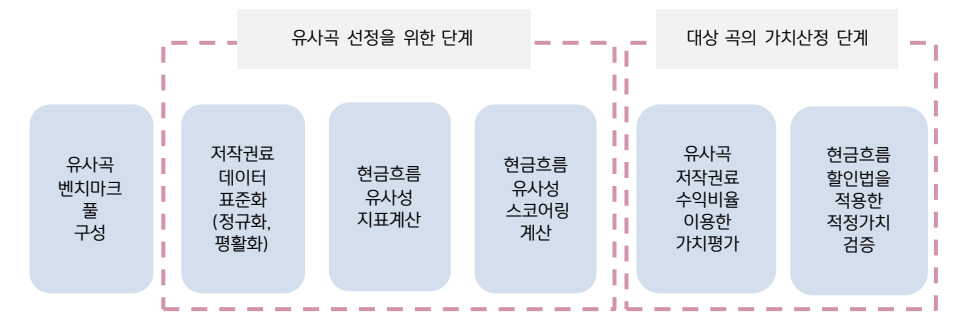 유사곡 선정을 위한 단계
대상 곡의 가치산정 단계
유사곡
벤치마크
풀
구성
저작권료
데이터
표준화
(정규화,
평활화)
현금흐름
유사성
지표계산
현금흐름
유사성
스코어링
계산
유사곡
저작권료
수익비율
이용한
가치평가
현금흐름
할인법을
적용한
적정가치
검증